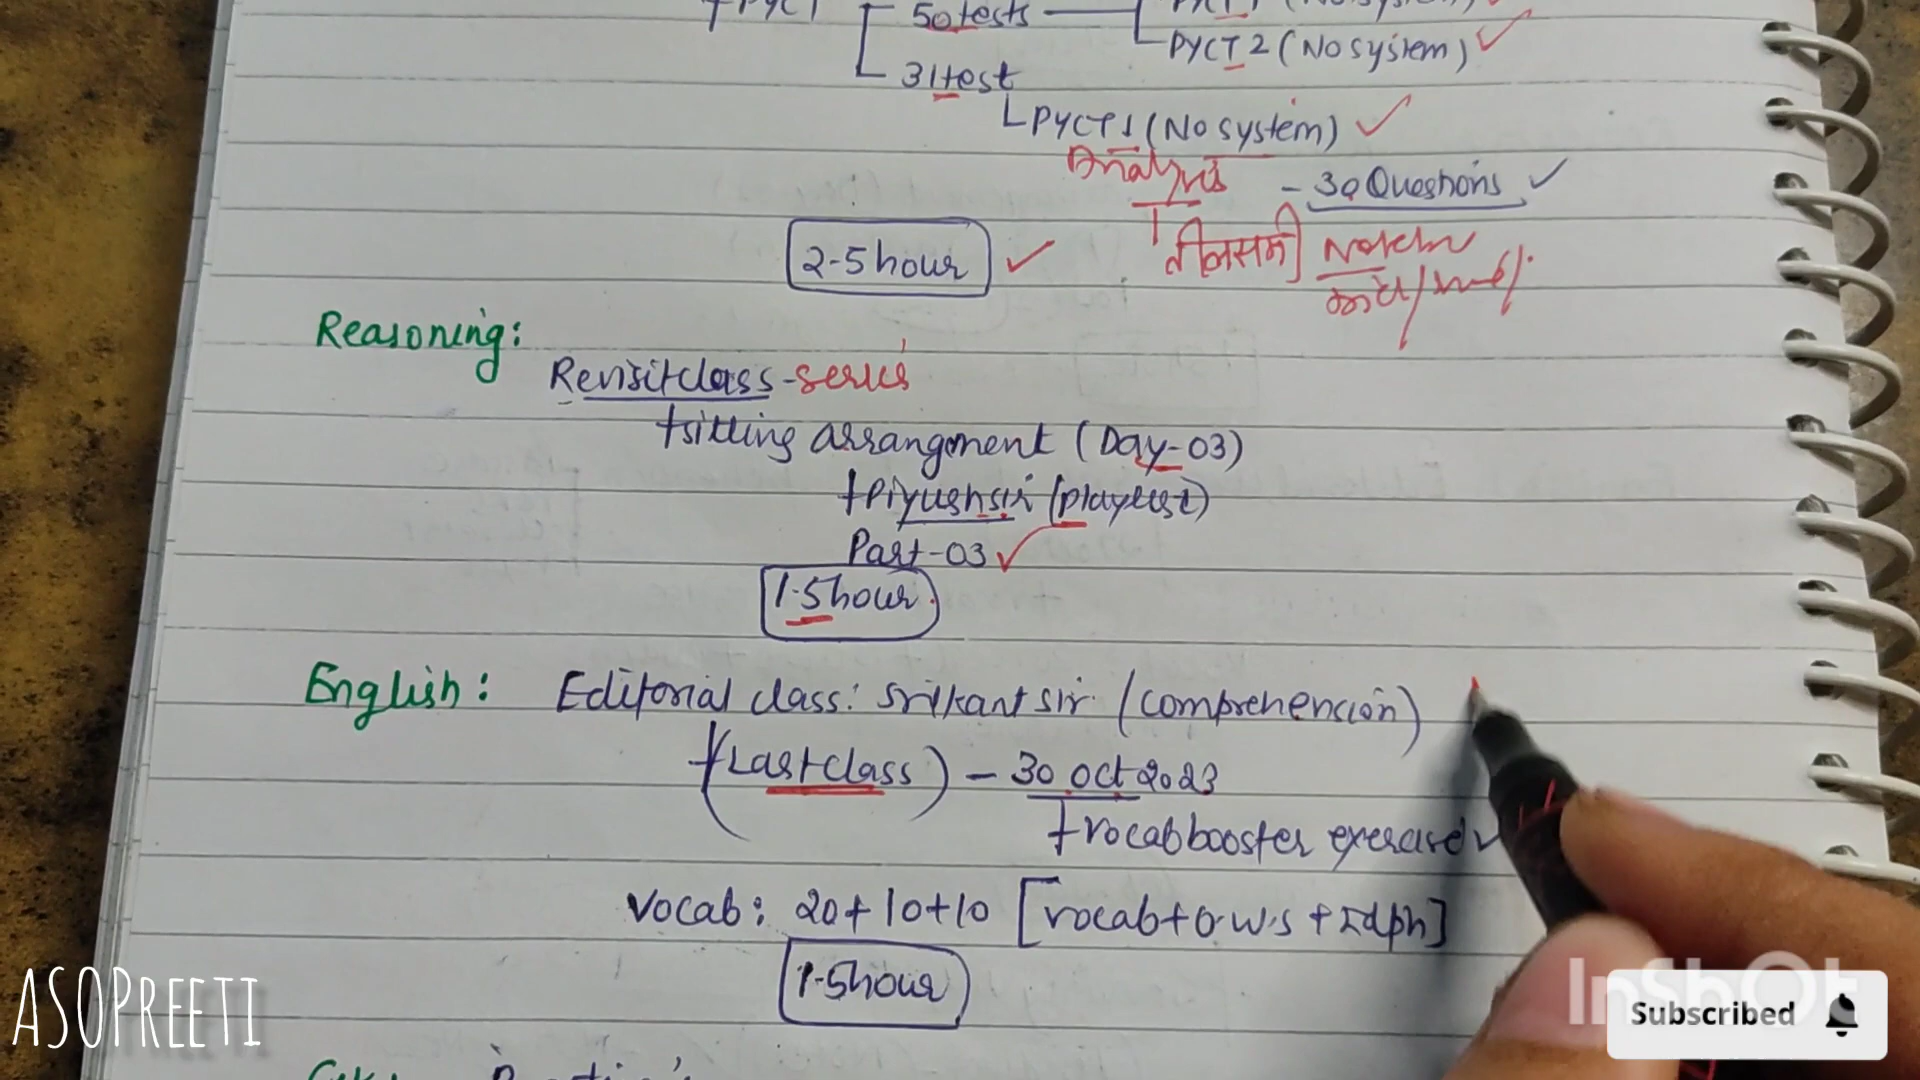 50 tests
PYCT 2 (No system)
31 test
PYCT 1 (No system)
Analysis - 30 Questions
2.5 hour
Reasoning:
Revisit class - series
sitting arrangment (Day-03)
Piyush sir (playlist)
Part-03
1.5 hour
English: Editorial class: Srikant sir (comprehension)
(Last class) - 30 Oct 2023
vocab booster exercise
Vocab: 20+10+10 [vocab+o.w.s+Idph]
1.5 hour
ASOPREETI
InShOt
Subscribed